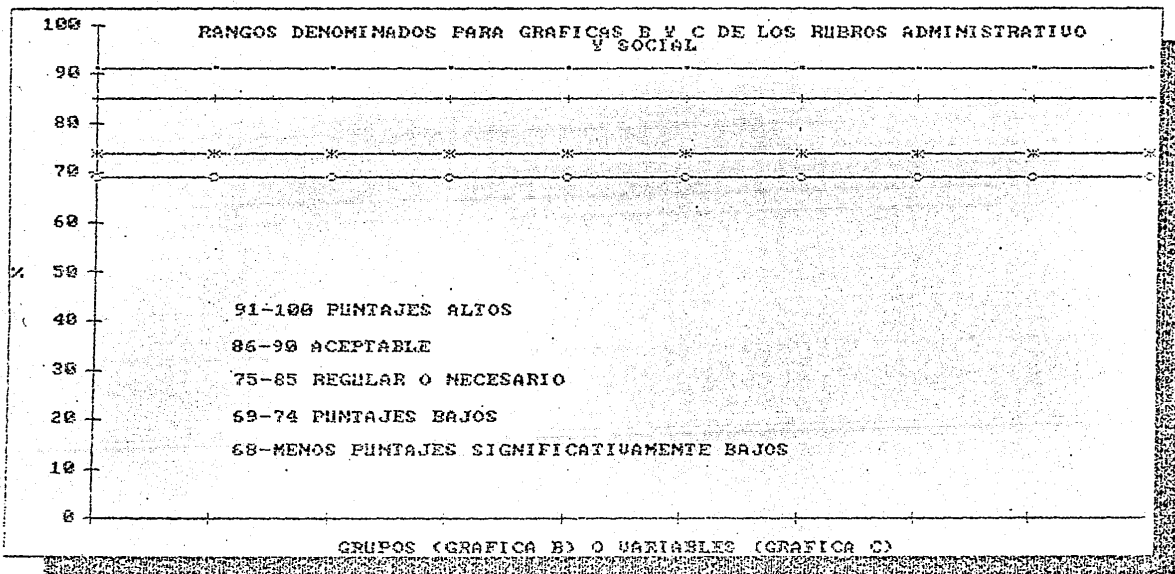 RANGOS DENOMINADOS PARA GRAFICAS B Y C DE LOS RUBROS ADMINISTRATIVO
Y SOCIAL
100
90
80
70
60
50
40
30
20
10
0
%
91-100 PUNTAJES ALTOS
86-90 ACEPTABLE
75-85 REGULAR O NECESARIO
69-74 PUNTAJES BAJOS
68-MENOS PUNTAJES SIGNIFICATIVAMENTE BAJOS
GRUPOS (GRAFICA B) O VARIABLES (GRAFICA C)